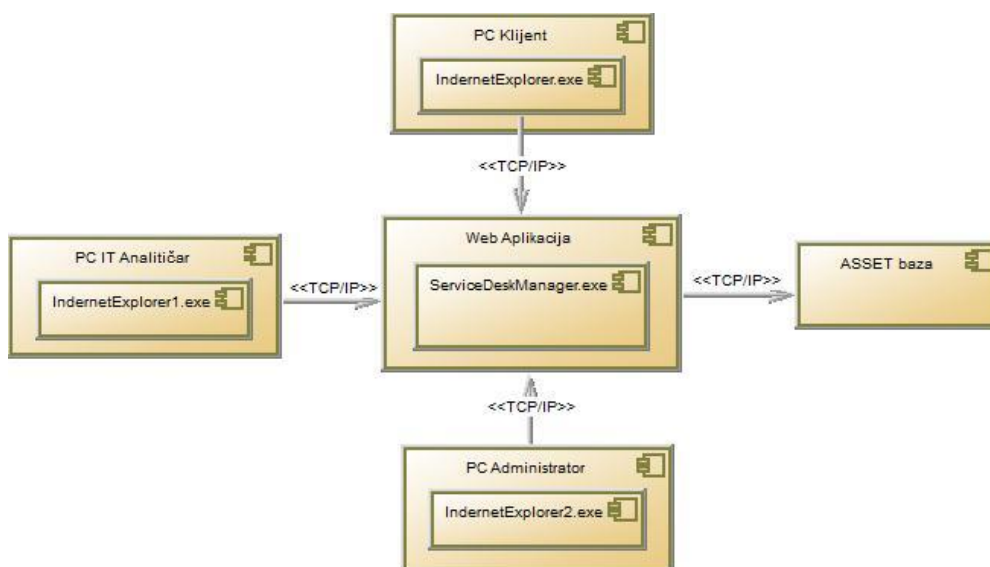 PC Klijent
IndernetExplorer.exe
<<TCP/IP>>
Web Aplikacija
ServiceDeskManager.exe
PC IT Analitičar
IndernetExplorer1.exe
<<TCP/IP>>
<<TCP/IP>>
ASSET baza
<<TCP/IP>>
PC Administrator
IndernetExplorer2.exe